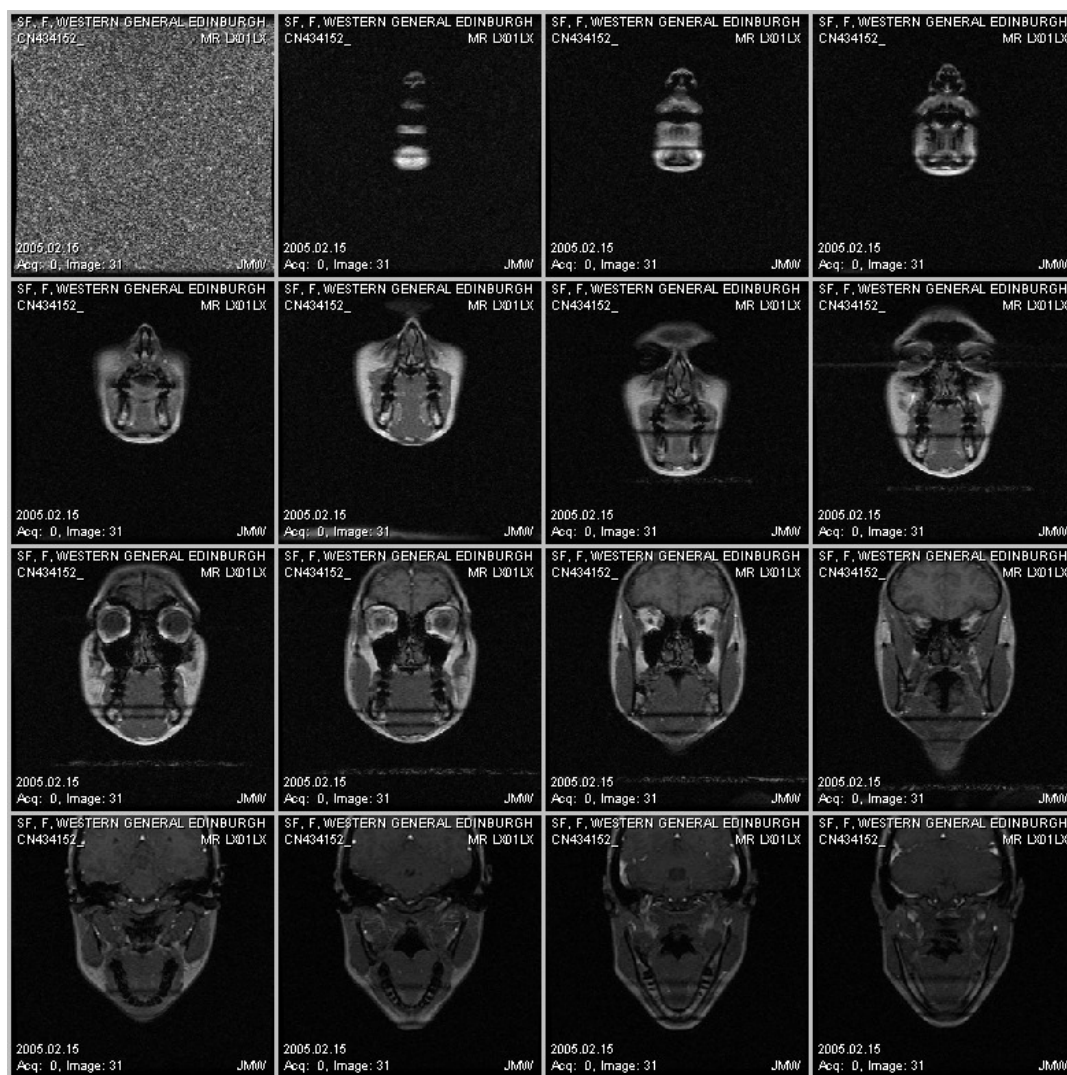 SF, F, WESTERN GENERAL EDINBURGH
CN434152_ MR LX01LX
2005.02.15
Acq: 0, Image: 31 JMW
SF, F, WESTERN GENERAL EDINBURGH
CN434152_ MR LX01LX
2005.02.15
Acq: 0, Image: 31 JMW
SF, F, WESTERN GENERAL EDINBURGH
CN434152_ MR LX01LX
2005.02.15
Acq: 0, Image: 31 JMW
SF, F, WESTERN GENERAL EDINBURGH
CN434152_ MR LX01LX
2005.02.15
Acq: 0, Image: 31 JMW
SF, F, WESTERN GENERAL EDINBURGH
CN434152_ MR LX01LX
2005.02.15
Acq: 0, Image: 31 JMW
SF, F, WESTERN GENERAL EDINBURGH
CN434152_ MR LX01LX
2005.02.15
Acq: 0, Image: 31 JMW
SF, F, WESTERN GENERAL EDINBURGH
CN434152_ MR LX01LX
2005.02.15
Acq: 0, Image: 31 JMW
SF, F, WESTERN GENERAL EDINBURGH
CN434152_ MR LX01LX
2005.02.15
Acq: 0, Image: 31 JMW
SF, F, WESTERN GENERAL EDINBURGH
CN434152_ MR LX01LX
2005.02.15
Acq: 0, Image: 31 JMW
SF, F, WESTERN GENERAL EDINBURGH
CN434152_ MR LX01LX
2005.02.15
Acq: 0, Image: 31 JMW
SF, F, WESTERN GENERAL EDINBURGH
CN434152_ MR LX01LX
2005.02.15
Acq: 0, Image: 31 JMW
SF, F, WESTERN GENERAL EDINBURGH
CN434152_ MR LX01LX
2005.02.15
Acq: 0, Image: 31 JMW
SF, F, WESTERN GENERAL EDINBURGH
CN434152_ MR LX01LX
2005.02.15
Acq: 0, Image: 31 JMW
SF, F, WESTERN GENERAL EDINBURGH
CN434152_ MR LX01LX
2005.02.15
Acq: 0, Image: 31 JMW
SF, F, WESTERN GENERAL EDINBURGH
CN434152_ MR LX01LX
2005.02.15
Acq: 0, Image: 31 JMW
SF, F, WESTERN GENERAL EDINBURGH
CN434152_ MR LX01LX
2005.02.15
Acq: 0, Image: 31 JMW